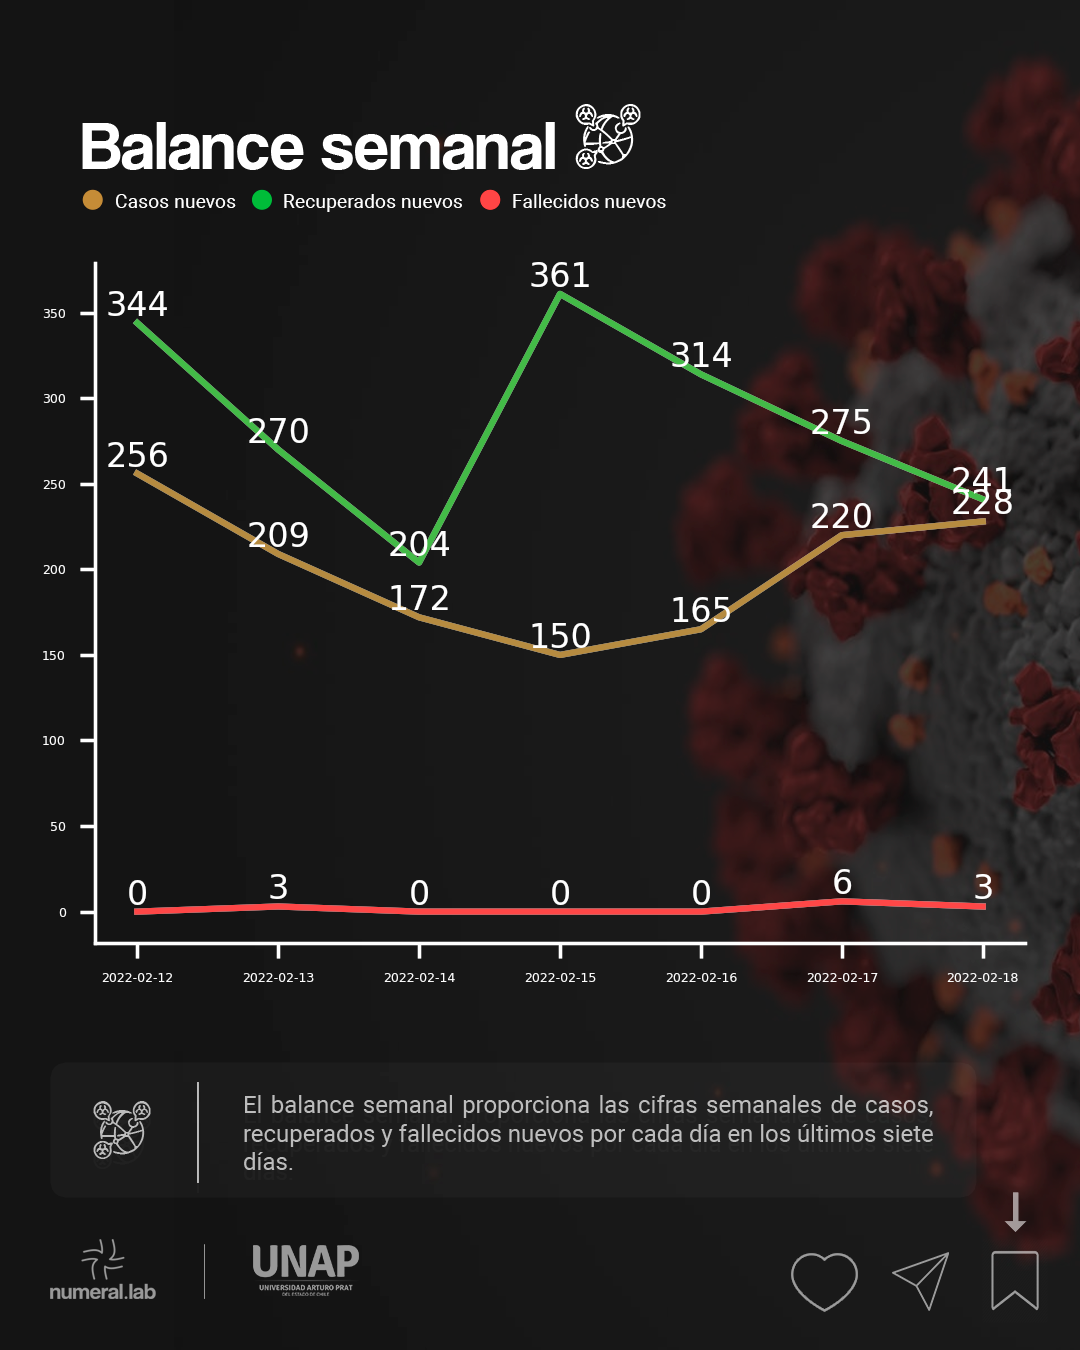 Balance semanal
Casos nuevos Recuperados nuevos Fallecidos nuevos
361
350
344
314
300
275
270
256
250
241
228
220
209
204
200
172
165
150
150
100
50
0
0
3
0
0
0
6
3
2022-02-12 2022-02-13 2022-02-14 2022-02-15 2022-02-16 2022-02-17 2022-02-18
El balance semanal proporciona las cifras semanales de casos,
recuperados y fallecidos nuevos por cada día en los últimos siete
días.
numeral.lab
UNAP
UNIVERSIDAD ARTURO PRAT
DEL ESTADO DE CHILE